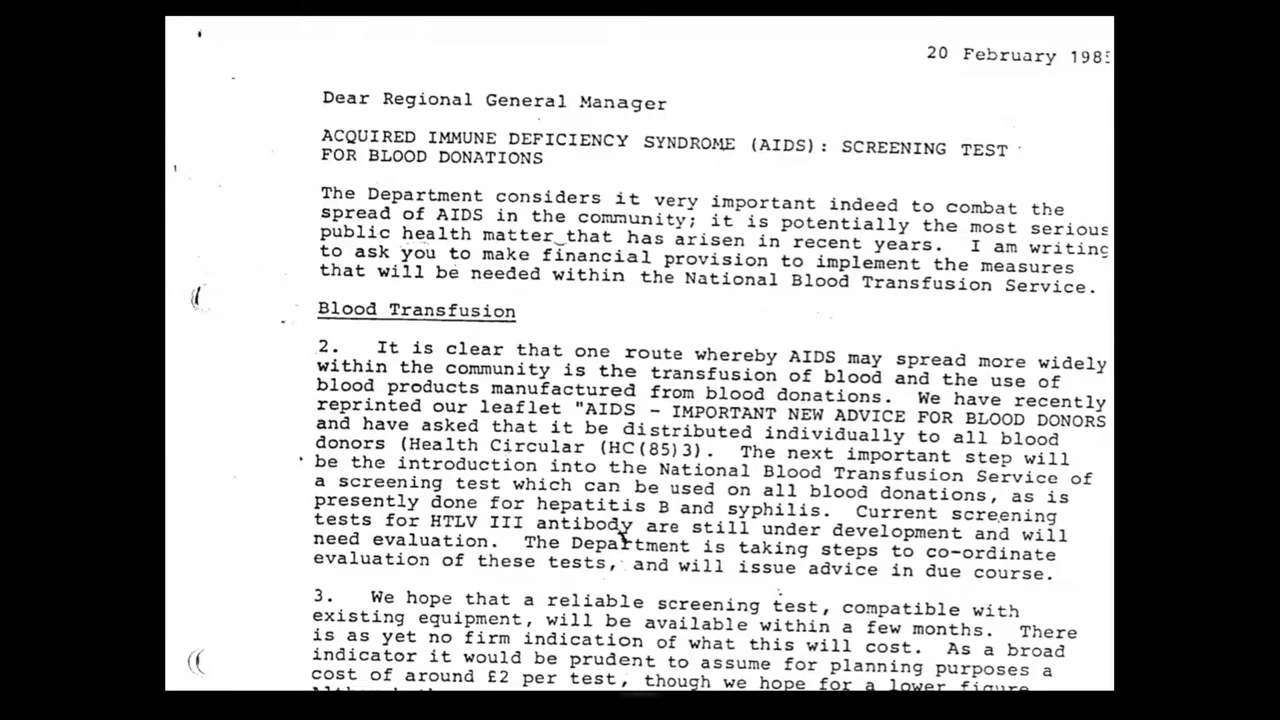 20 February 1985
Dear Regional General Manager
ACQUIRED IMMUNE DEFICIENCY SYNDROME (AIDS): SCREENING TEST
FOR BLOOD DONATIONS
The Department considers it very important indeed to combat the
spread of AIDS in the community; it is potentially the most serious
public health matter that has arisen in recent years. I am writing
to ask you to make financial provision to implement the measures
that will be needed within the National Blood Transfusion Service.
Blood Transfusion
2. It is clear that one route whereby AIDS may spread more widely
within the community is the transfusion of blood and the use of
blood products manufactured from blood donations. We have recently
reprinted our leaflet "AIDS - IMPORTANT NEW ADVICE FOR BLOOD DONORS
and have asked that it be distributed individually to all blood
donors (Health Circular (HC(85)3). The next important step will
be the introduction into the National Blood Transfusion Service of
a screening test which can be used on all blood donations, as is
presently done for hepatitis B and syphilis. Current screening
tests for HTLV III antibody are still under development and will
need evaluation. The Department is taking steps to co-ordinate
evaluation of these tests, and will issue advice in due course.
3. We hope that a reliable screening test, compatible with
existing equipment, will be available within a few months. There
is as yet no firm indication of what this will cost. As a broad
indicator it would be prudent to assume for planning purposes a
cost of around £2 per test, though we hope for a lower figure